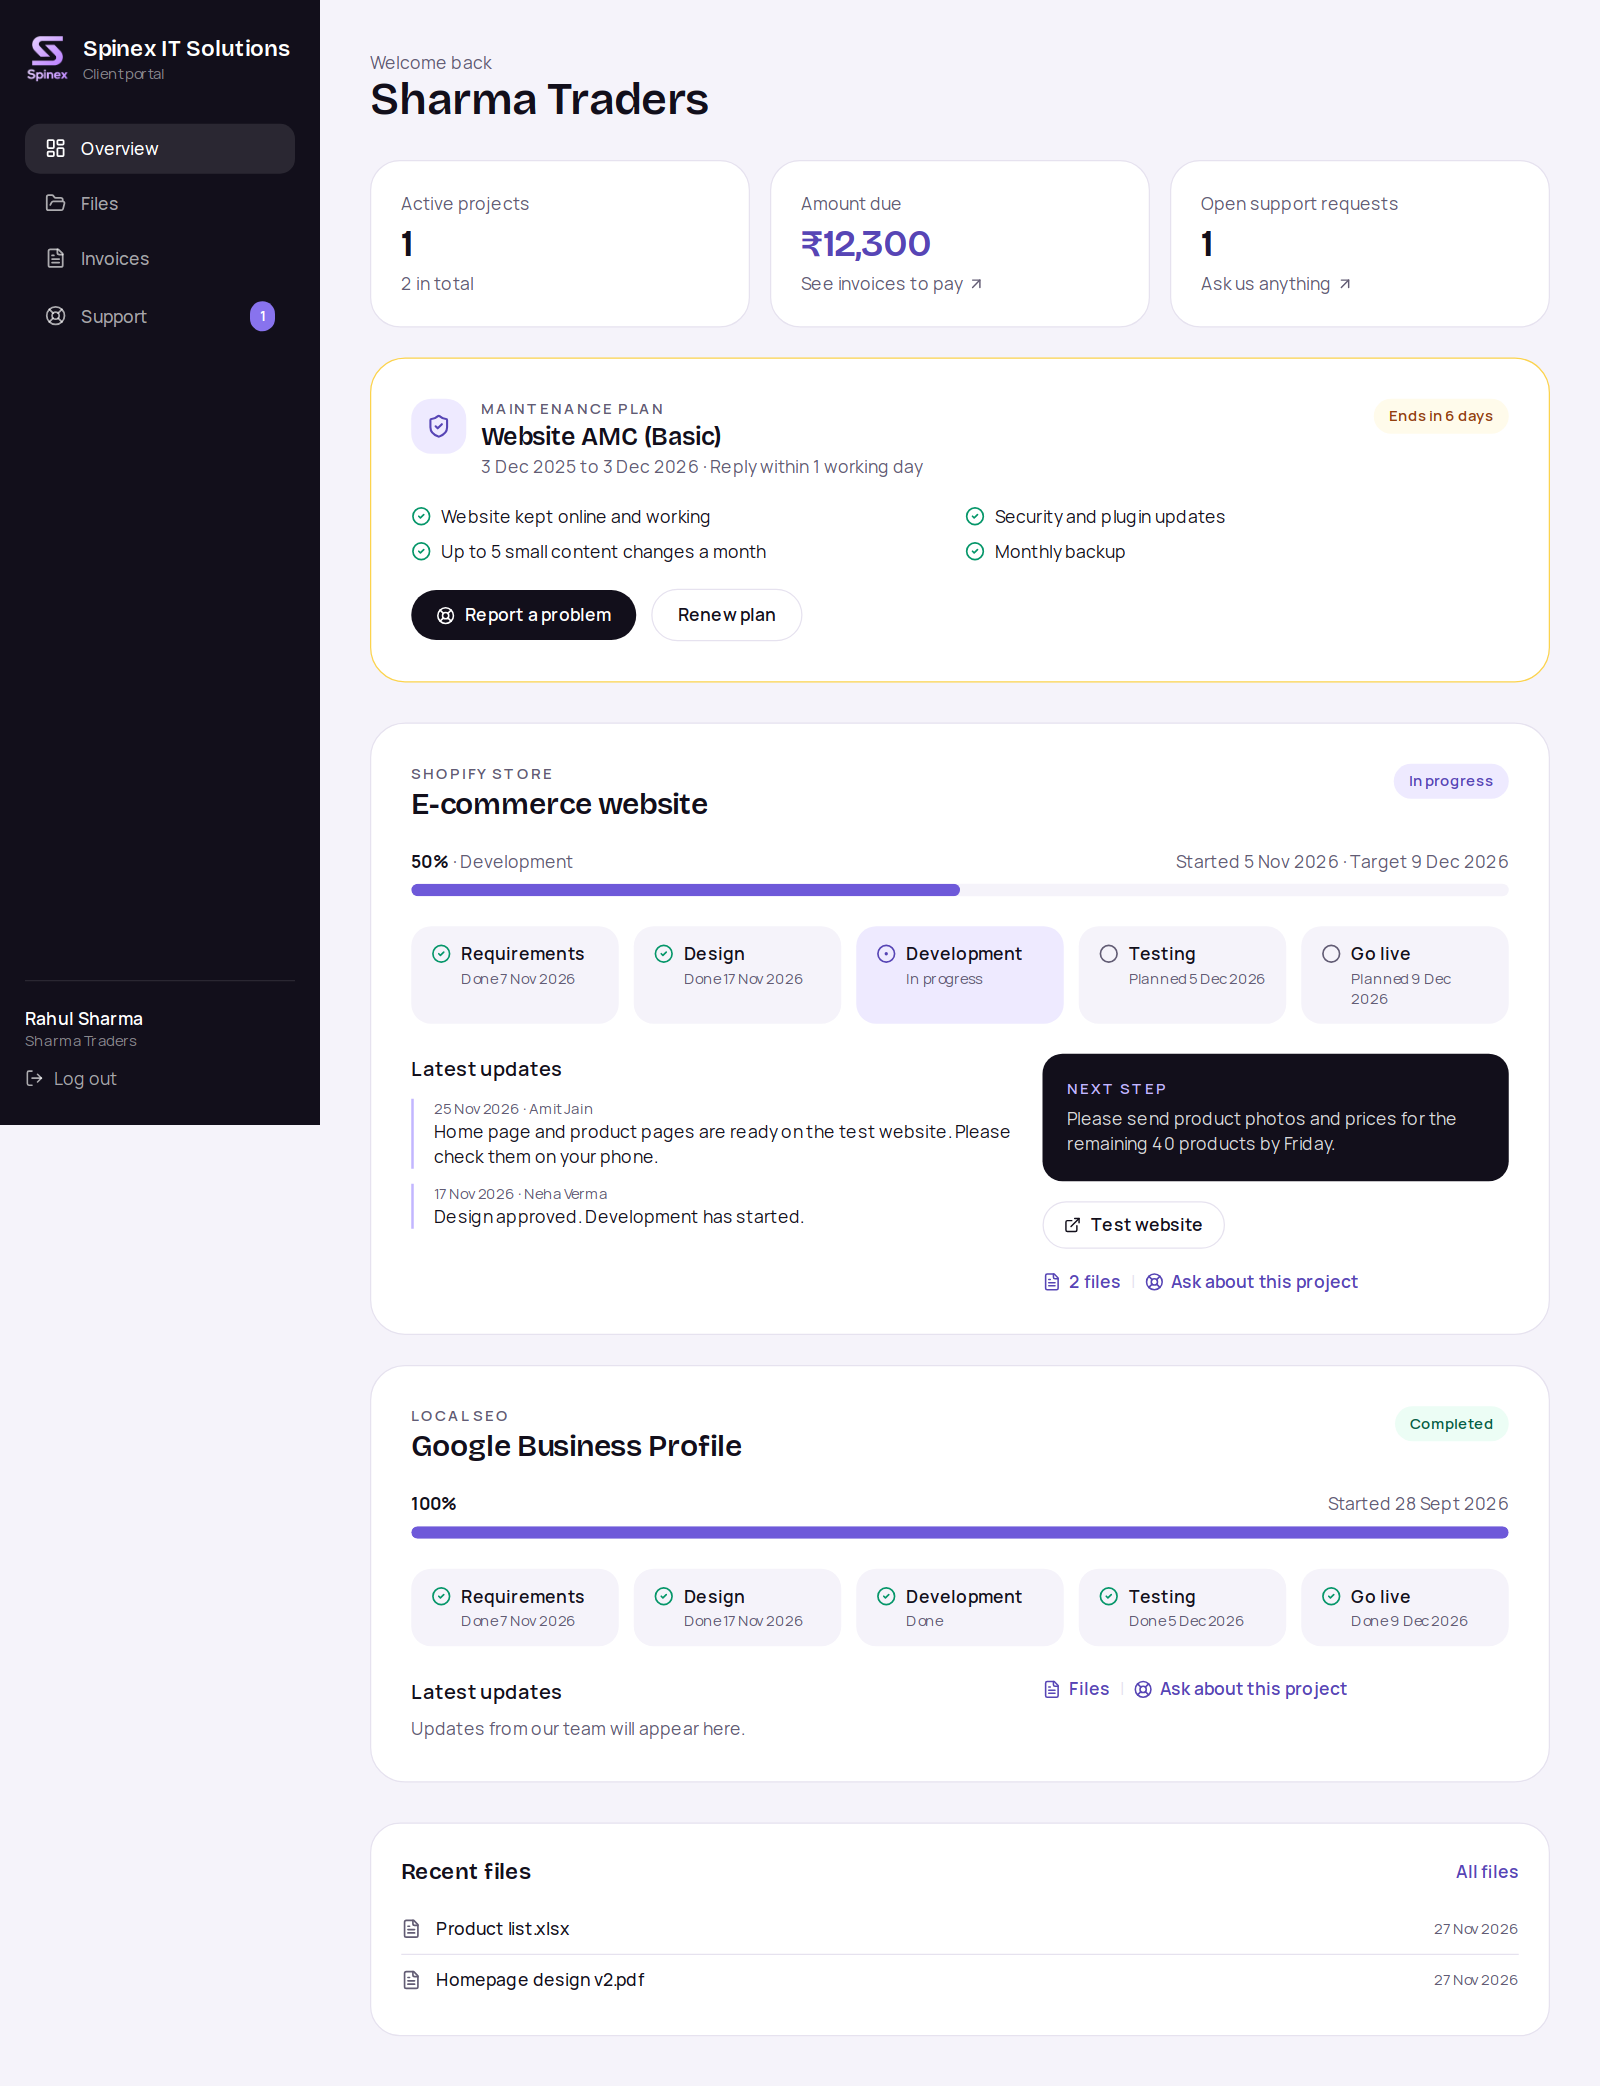 Spinex
Spinex IT Solutions
Client portal
Overview
Files
Invoices
Support
1
Rahul Sharma
Sharma Traders
Log out
Welcome back
Sharma Traders
Active projects
1
2 in total
Amount due
₹12,300
See invoices to pay
Open support requests
1
Ask us anything
MAINTENANCE PLAN
Website AMC (Basic)
3 Dec 2025 to 3 Dec 2026 · Reply within 1 working day
Ends in 6 days
Website kept online and working
Security and plugin updates
Up to 5 small content changes a month
Monthly backup
Report a problem
Renew plan
SHOPIFY STORE
E-commerce website
In progress
50% · Development
Started 5 Nov 2026 · Target 9 Dec 2026
Requirements
Done 7 Nov 2026
Design
Done 17 Nov 2026
Development
In progress
Testing
Planned 5 Dec 2026
Go live
Planned 9 Dec
2026
Latest updates
25 Nov 2026 · Amit Jain
Home page and product pages are ready on the test website. Please
check them on your phone.
17 Nov 2026 · Neha Verma
Design approved. Development has started.
NEXT STEP
Please send product photos and prices for the
remaining 40 products by Friday.
Test website
2 files
Ask about this project
LOCAL SEO
Google Business Profile
Completed
100%
Started 28 Sept 2026
Requirements
Done 7 Nov 2026
Design
Done 17 Nov 2026
Development
Done
Testing
Done 5 Dec 2026
Go live
Done 9 Dec 2026
Latest updates
Updates from our team will appear here.
Files
Ask about this project
Recent files
All files
Product list.xlsx
27 Nov 2026
Homepage design v2.pdf
27 Nov 2026